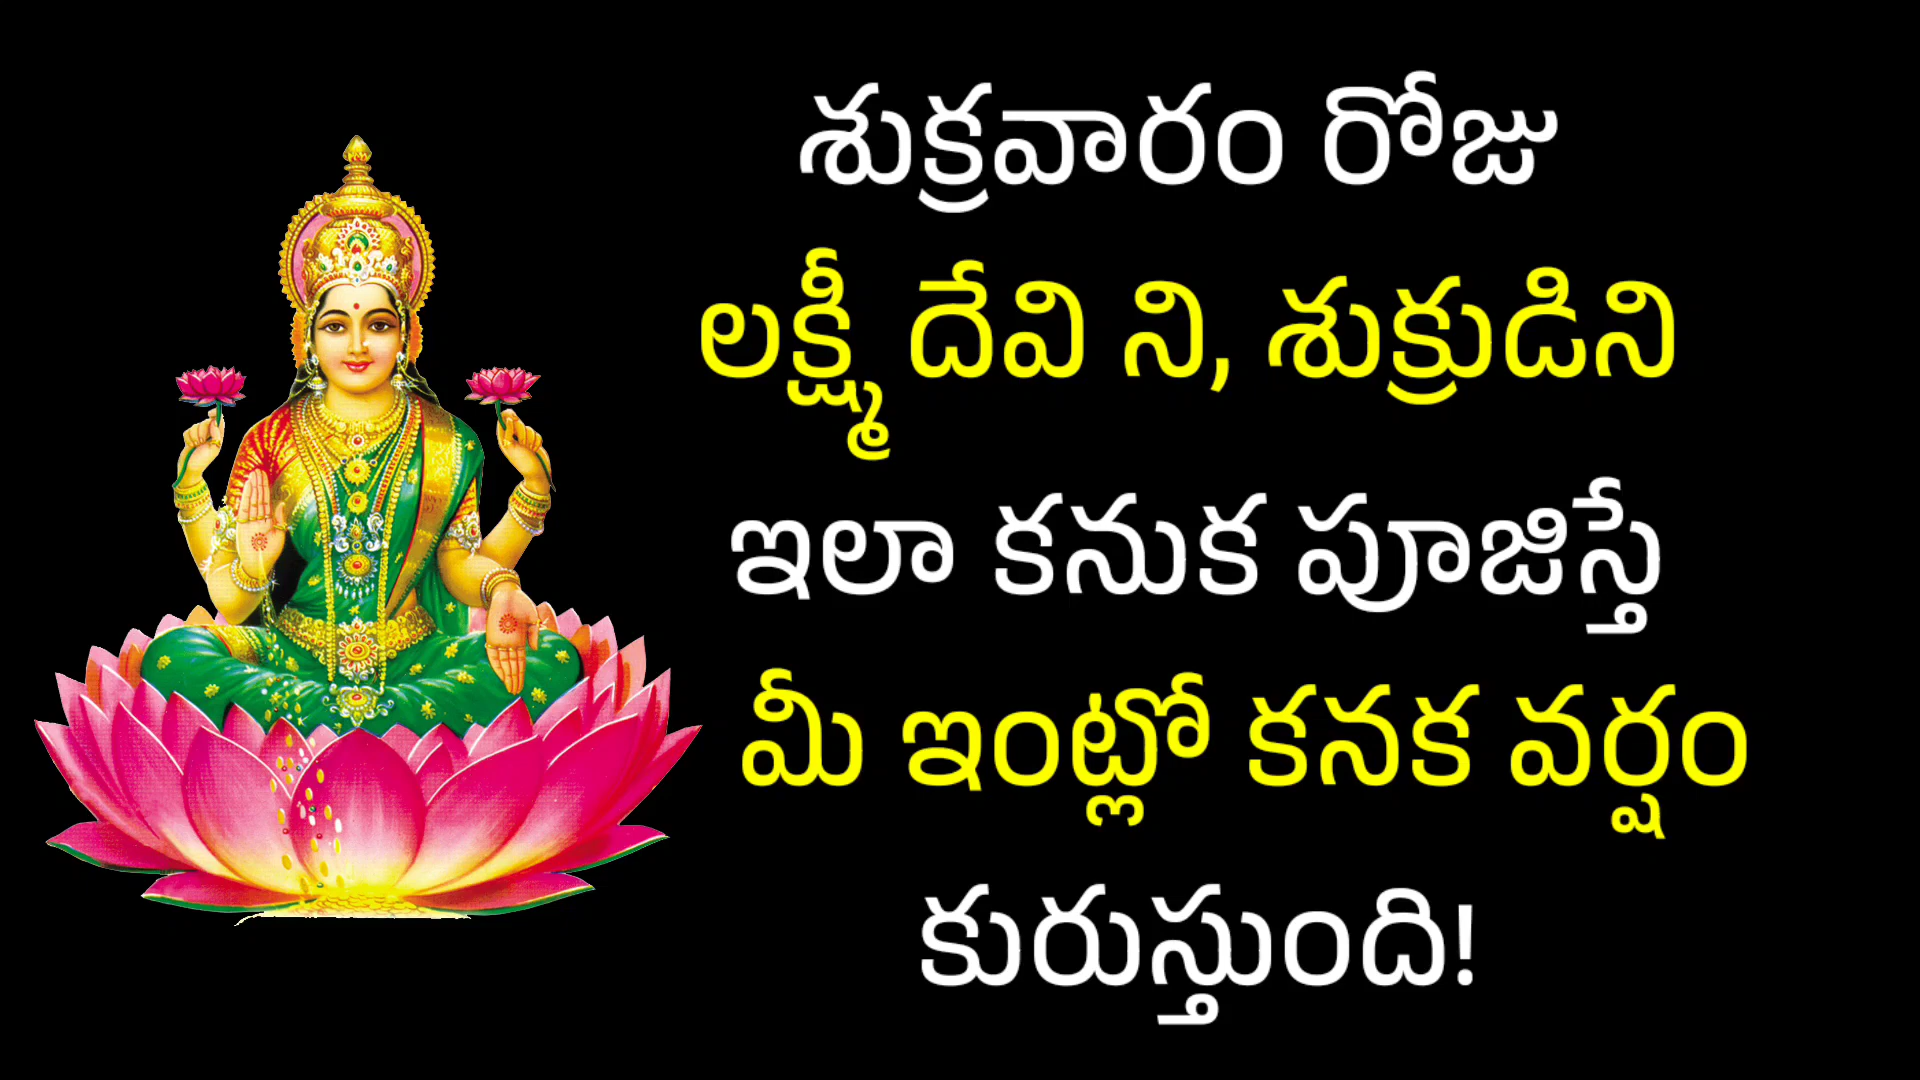 శుక్రవారం రోజు
లక్ష్మీ దేవి ని, శుక్రుడిని
ఇలా కనుక పూజిస్తే
మీ ఇంట్లో కనక వర్షం
కురుస్తుంది!